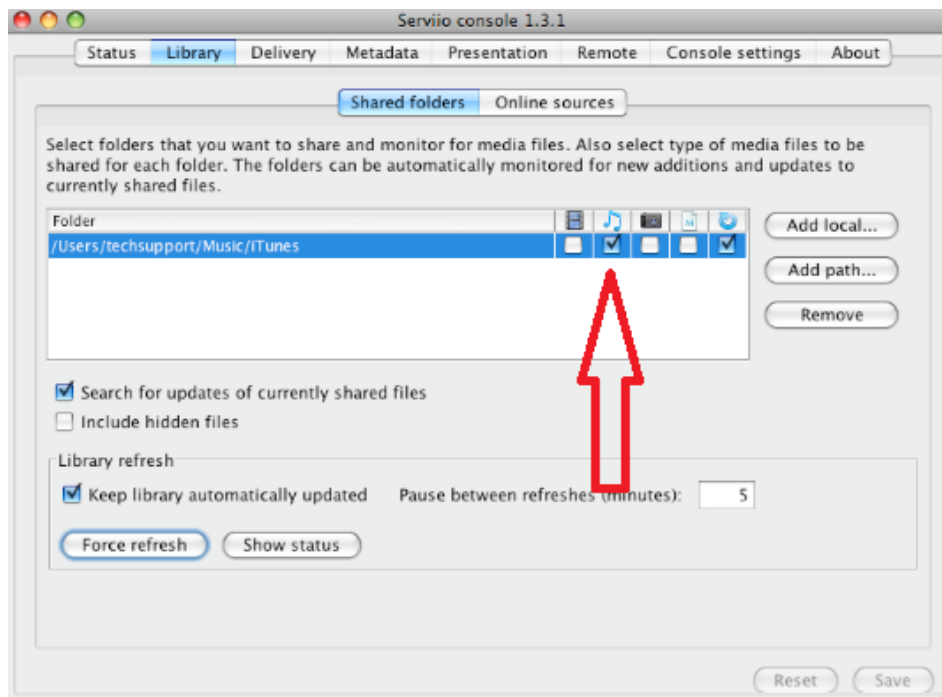 Serviio console 1.3.1
Status Library Delivery Metadata Presentation Remote Console settings About
Shared folders Online sources
Select folders that you want to share and monitor for media files. Also select type of media files to be
shared for each folder. The folders can be automatically monitored for new additions and updates to
currently shared files.
Folder M
/Users/techsupport/Music/iTunes
Add local...
Add path...
Remove
Search for updates of currently shared files
Include hidden files
Library refresh
Keep library automatically updated Pause between refreshes (minutes): 5
Force refresh Show status
Reset Save